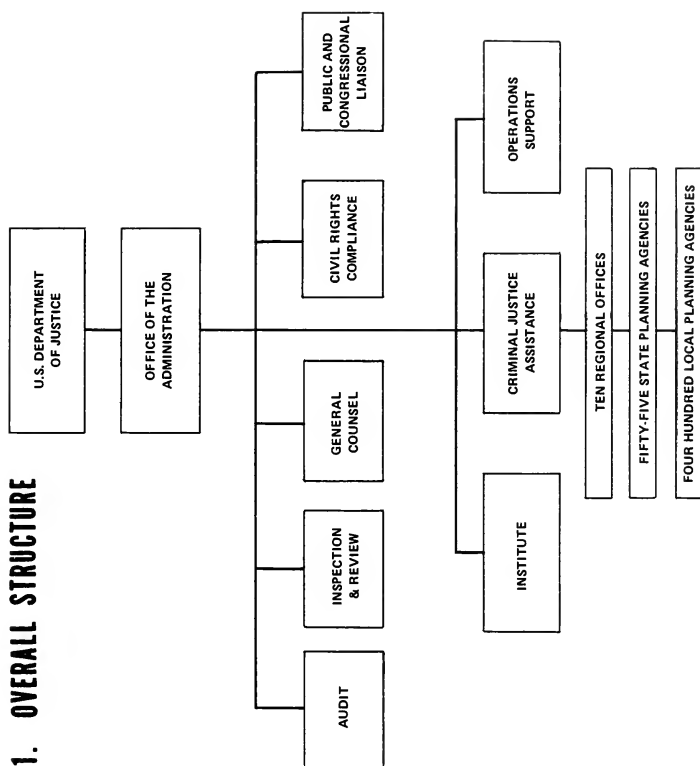 1. OVERALL STRUCTURE
U.S. DEPARTMENT
OF JUSTICE
OFFICE OF THE
ADMINISTRATION
AUDIT
INSPECTION
& REVIEW
GENERAL
COUNSEL
CIVIL RIGHTS
COMPLIANCE
PUBLIC AND
CONGRESSIONAL
LIAISON
INSTITUTE
CRIMINAL JUSTICE
ASSISTANCE
OPERATIONS
SUPPORT
TEN REGIONAL OFFICES
FIFTY-FIVE STATE PLANNING AGENCIES
FOUR HUNDRED LOCAL PLANNING AGENCIES